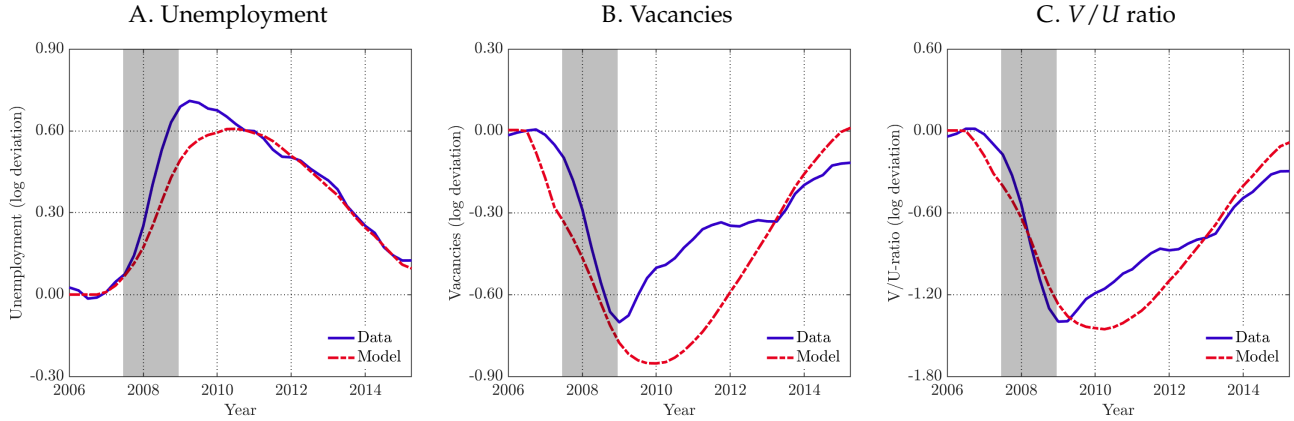 A. Unemployment
0.90
0.60
0.30
0.00
-0.30
Unemployment (log deviation)
2006 2008 2010 2012 2014
Year
Data
Model
B. Vacancies
0.30
0.00
-0.30
-0.60
-0.90
Vacancies (log deviation)
2006 2008 2010 2012 2014
Year
Data
Model
C. V/U ratio
0.60
0.00
-0.60
-1.20
-1.80
V/U-ratio (log deviation)
2006 2008 2010 2012 2014
Year
Data
Model